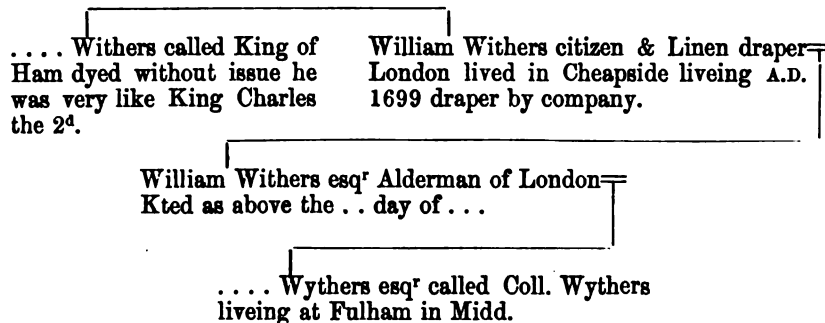 . . . . Withers called King of
Ham dyed without issue he
was very like King Charles
the 2ᵈ.
William Withers citizen & Linen draper
London lived in Cheapside liveing A.D.
1699 draper by company.
William Withers esqʳ Alderman of London
Kted as above the . . day of . . .
. . . . Wythers esqʳ called Coll. Wythers
liveing at Fulham in Midd.